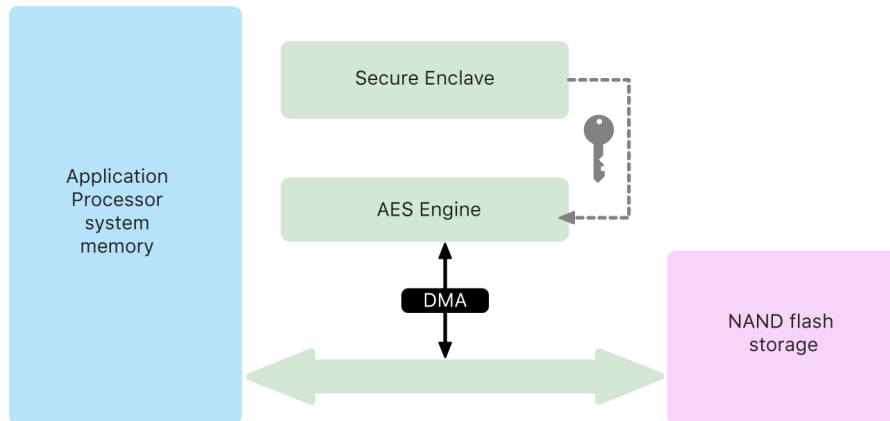 Secure Enclave
Application
Processor
system
memory
AES Engine
DMA
NAND flash
storage